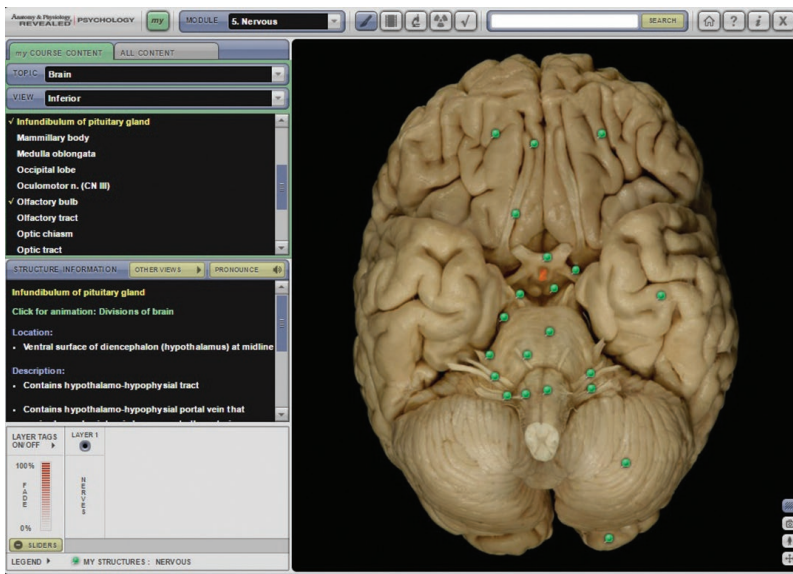 Anatomy & Physiology
REVEALED PSYCHOLOGY my MODULE 5. Nervous SEARCH ? i X
my COURSE CONTENT ALL CONTENT
TOPIC Brain
VIEW Inferior
√ Infundibulum of pituitary gland
Mammillary body
Medulla oblongata
Occipital lobe
Oculomotor n. (CN III)
√ Olfactory bulb
Olfactory tract
Optic chiasm
Optic tract
STRUCTURE INFORMATION OTHER VIEWS PRONOUNCE
Infundibulum of pituitary gland
Click for animation: Divisions of brain
Location:
• Ventral surface of diencephalon (hypothalamus) at midline
Description:
• Contains hypothalamo-hypophysial tract
• Contains hypothalamo-hypophysial portal vein that
LAYER TAGS
ON/OFF
LAYER 1
100%
FADE
NERVES
0%
SLIDERS
LEGEND MY STRUCTURES : NERVOUS